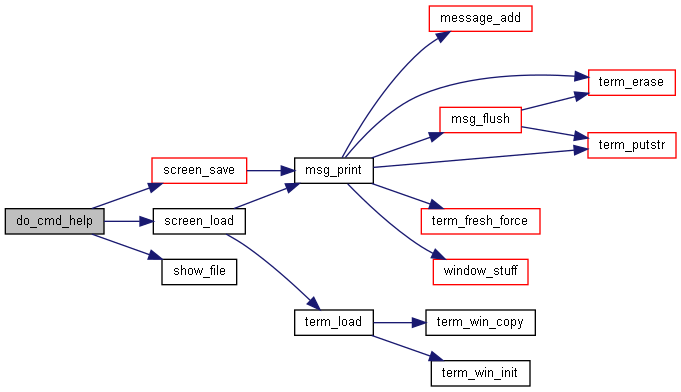 do_cmd_help
screen_save
screen_load
show_file
msg_print
term_load
message_add
msg_flush
term_fresh_force
window_stuff
term_win_copy
term_win_init
term_erase
term_putstr